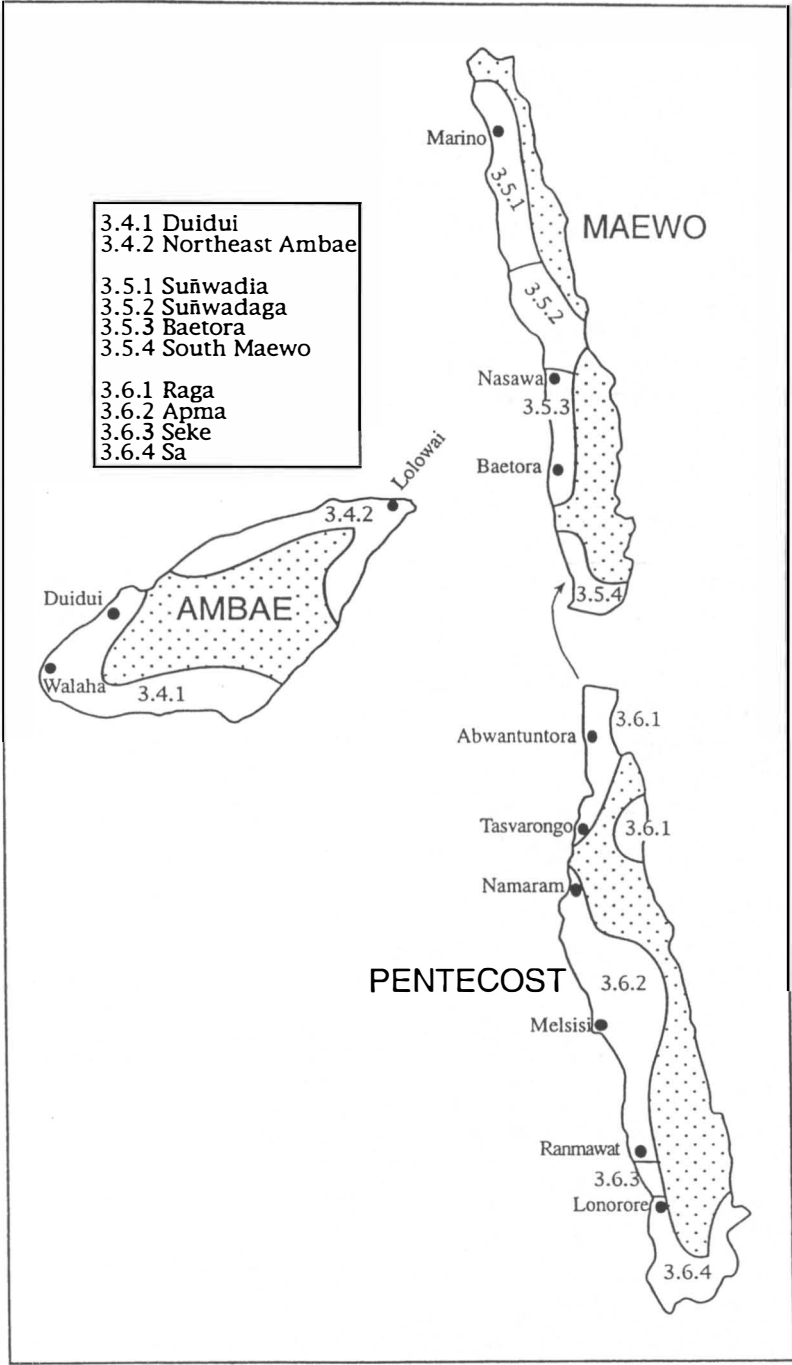 Marino
3.5.1
MAEWO
3.4.1 Duidui
3.4.2 Northeast Ambae
3.5.1 Suñwadia
3.5.2 Suñwadaga
3.5.3 Baetora
3.5.4 South Maewo
3.6.1 Raga
3.6.2 Apma
3.6.3 Seke
3.6.4 Sa
3.5.2
Nasawa
3.5.3
Baetora
Lolowai
3.4.2
Duidui
AMBAE
3.5.4
Walaha
3.4.1
3.6.1
Abwantuntora
Tasvarongo
3.6.1
Namaram
PENTECOST
3.6.2
Melsisi
Ranmawat
3.6.3
Lonorore
3.6.4